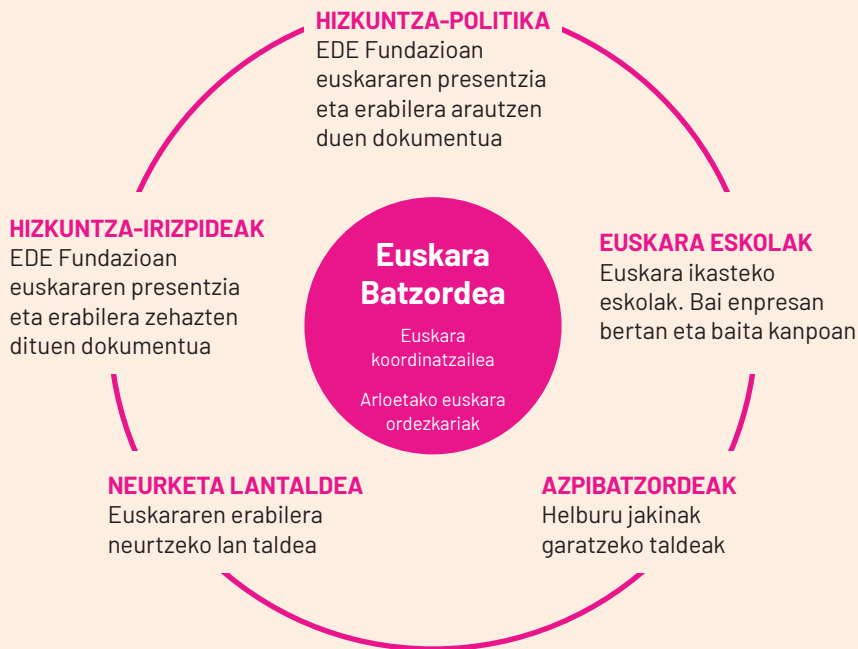 HIZKUNTZA-POLITIKA
EDE Fundazioan
euskararen presentzia
eta erabilera arautzen
duen dokumentua
HIZKUNTZA-IRIZPIDEAK
EDE Fundazioan
euskararen presentzia
eta erabilera zehazten
dituen dokumentua
Euskara
Batzordea
Euskara
koordinatzailea
Arloetako euskara
ordezkariak
EUSKARA ESKOLAK
Euskara ikasteko
eskolak. Bai enpresan
bertan eta baita kanpoan
NEURKETA LANTALDEA
Euskararen erabilera
neurtzeko lan taldea
AZPIBATZORDEAK
Helburu jakinak
garatzeko taldeak